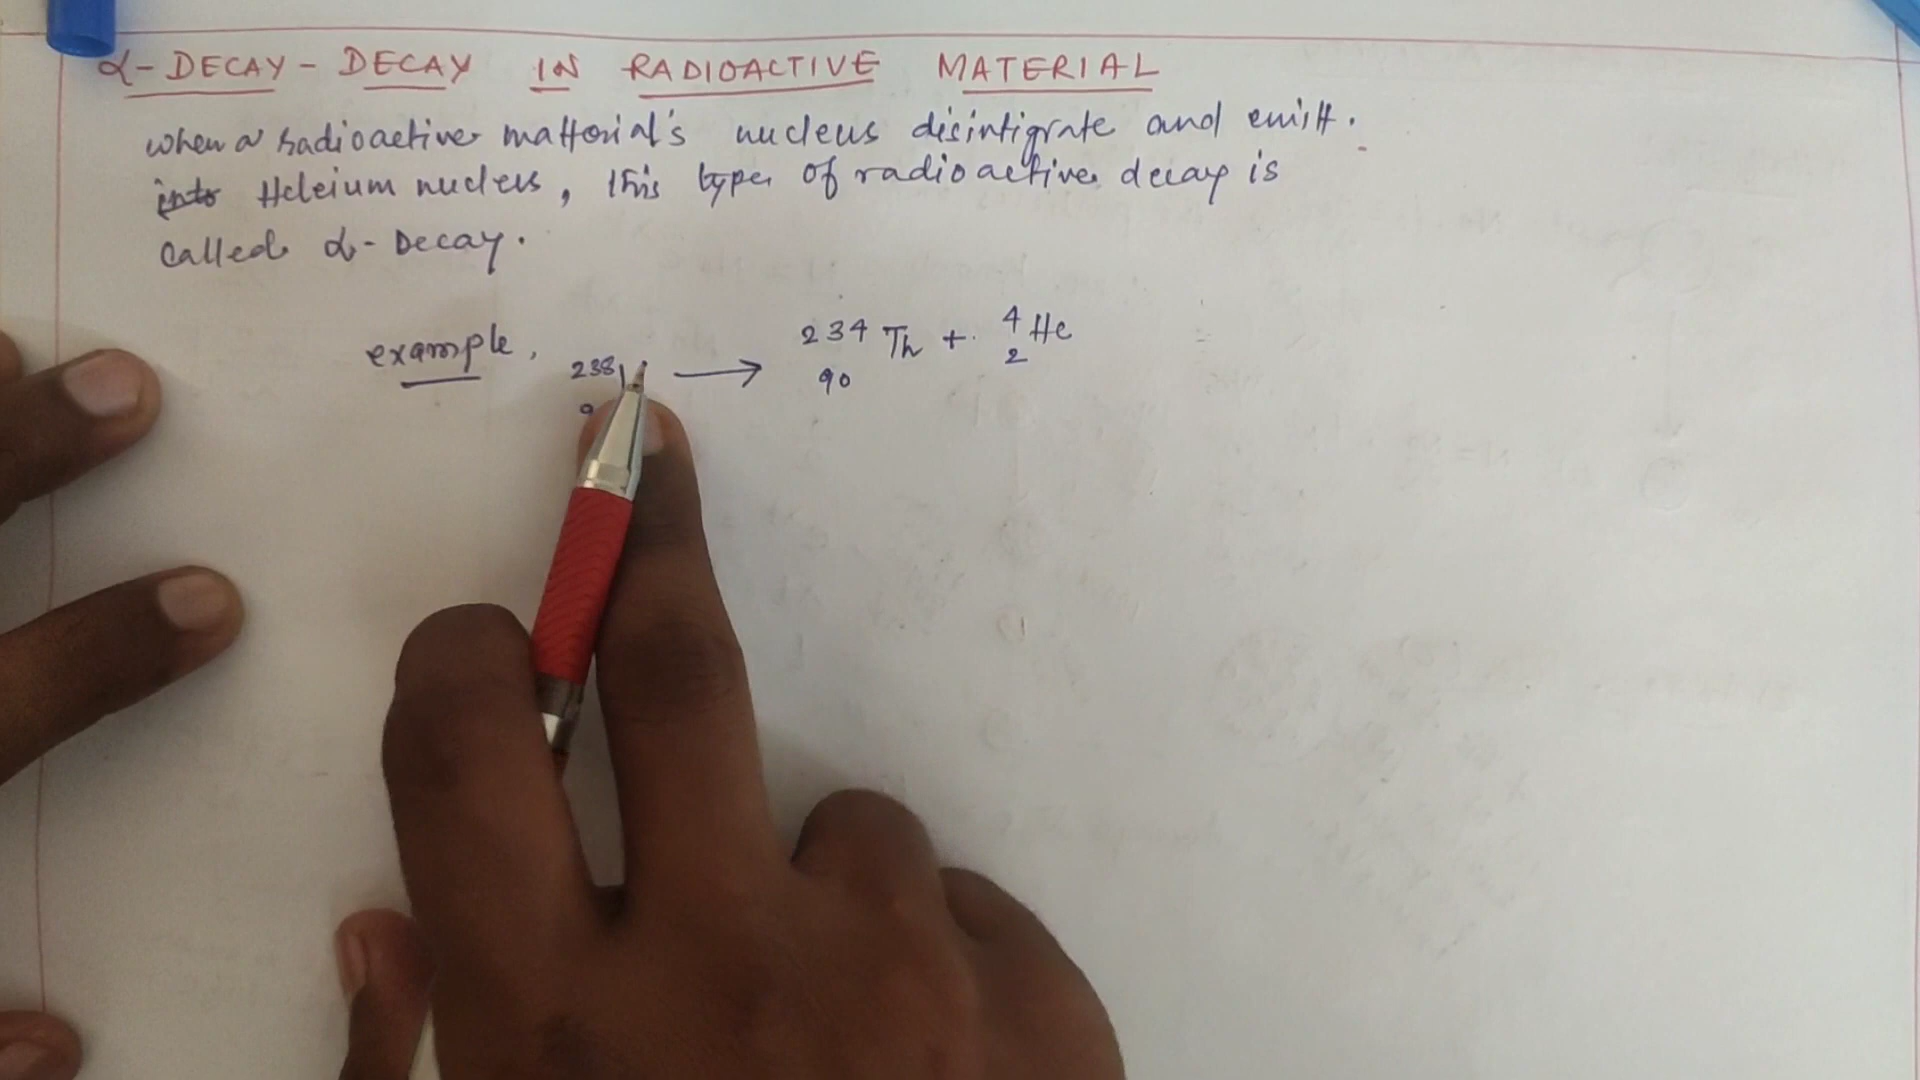 α-DECAY-DECAY IN RADIOACTIVE MATERIAL
when a radioactive matterial's nucleus disintigrate and emitt.
into Heleium nucleus, this type of radioactive decay is
called α-Decay.
example, 238 → 234 90 Th + 4 2 He